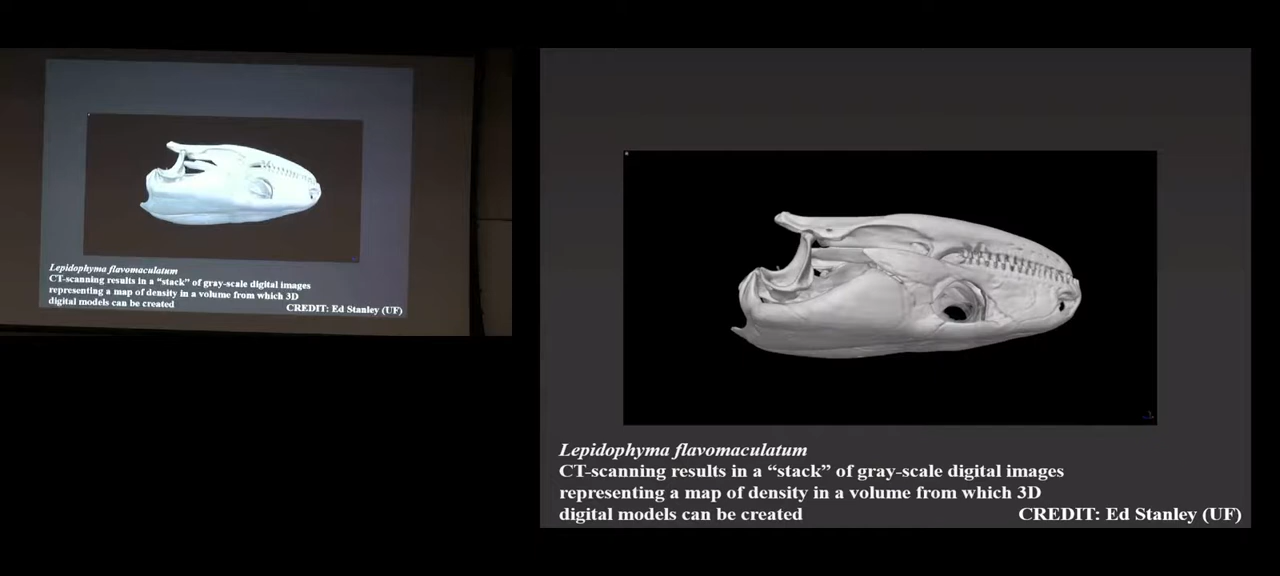 Lepidophyma flavomaculatum
CT-scanning results in a “stack” of gray-scale digital images
representing a map of density in a volume from which 3D
digital models can be created
CREDIT: Ed Stanley (UF)
Lepidophyma flavomaculatum
CT-scanning results in a “stack” of gray-scale digital images
representing a map of density in a volume from which 3D
digital models can be created
CREDIT: Ed Stanley (UF)